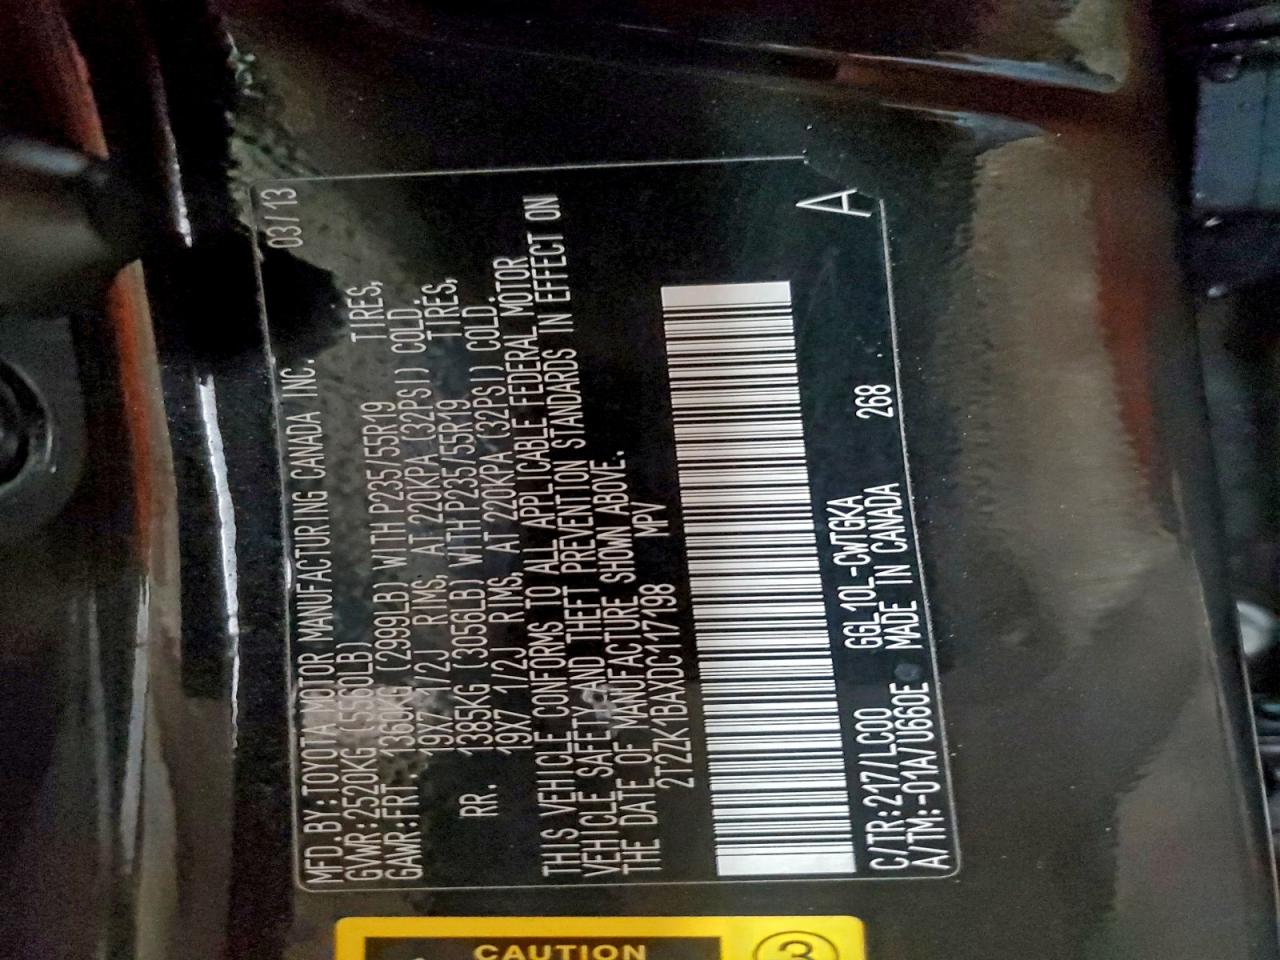 MFD.BY:TOYOTA MOTOR MANUFACTURING CANADA INC. 03/13
GVWR:2520KG (5560LB)
GAWR:FRT. 1360KG (2999LB) WITH P235/55R19 TIRES,
19X7 1/2J RIMS, AT 220KPA (32PSI) COLD.
RR. 1385KG (3056LB) WITH P235/55R19 TIRES,
19X7 1/2J RIMS, AT 220KPA (32PSI) COLD.
THIS VEHICLE CONFORMS TO ALL APPLICABLE FEDERAL MOTOR
VEHICLE SAFETY AND THEFT PREVENTION STANDARDS IN EFFECT ON
THE DATE OF MANUFACTURE SHOWN ABOVE.
2T2ZK1BAXDC117198 MPV
A
C/TR:217/LC00 GGL10L-CWTGKA
A/TM:-01A/U660E MADE IN CANADA 268
CAUTION
3